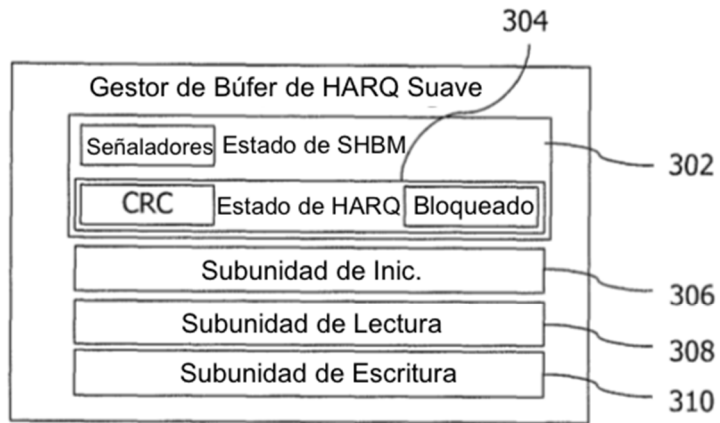 304
Gestor de Búfer de HARQ Suave
Señaladores Estado de SHBM
302
CRC Estado de HARQ Bloqueado
Subunidad de Inic.
306
Subunidad de Lectura
308
Subunidad de Escritura
310